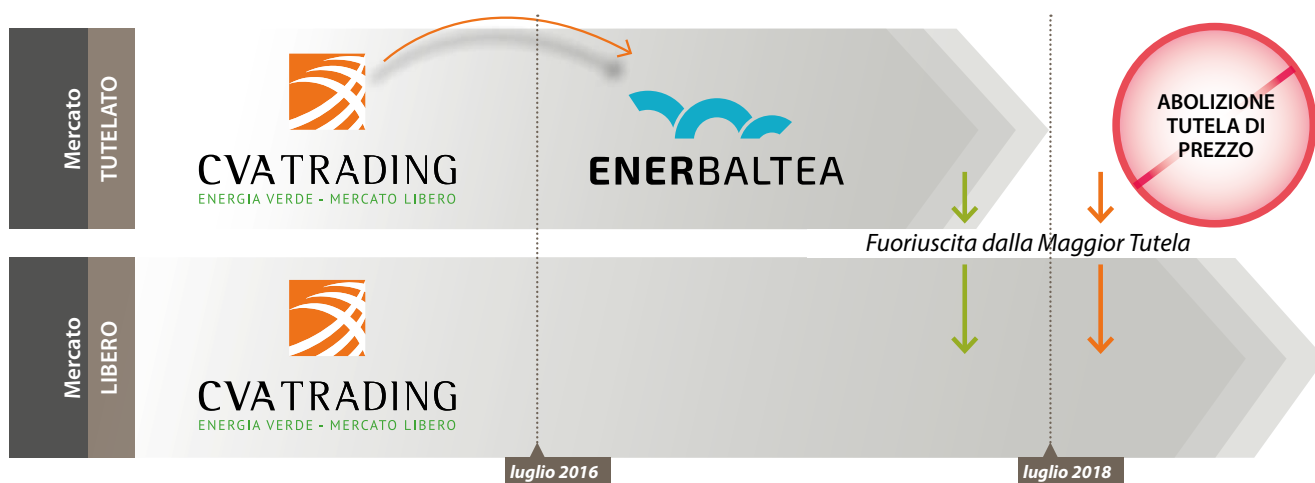 Mercato
TUTELATO
CVATRADING
ENERGIA VERDE - MERCATO LIBERO
ENERBALTEA
ABOLIZIONE
TUTELA DI
PREZZO
Fuoriuscita dalla Maggior Tutela
Mercato
LIBERO
CVATRADING
ENERGIA VERDE - MERCATO LIBERO
luglio 2016
luglio 2018